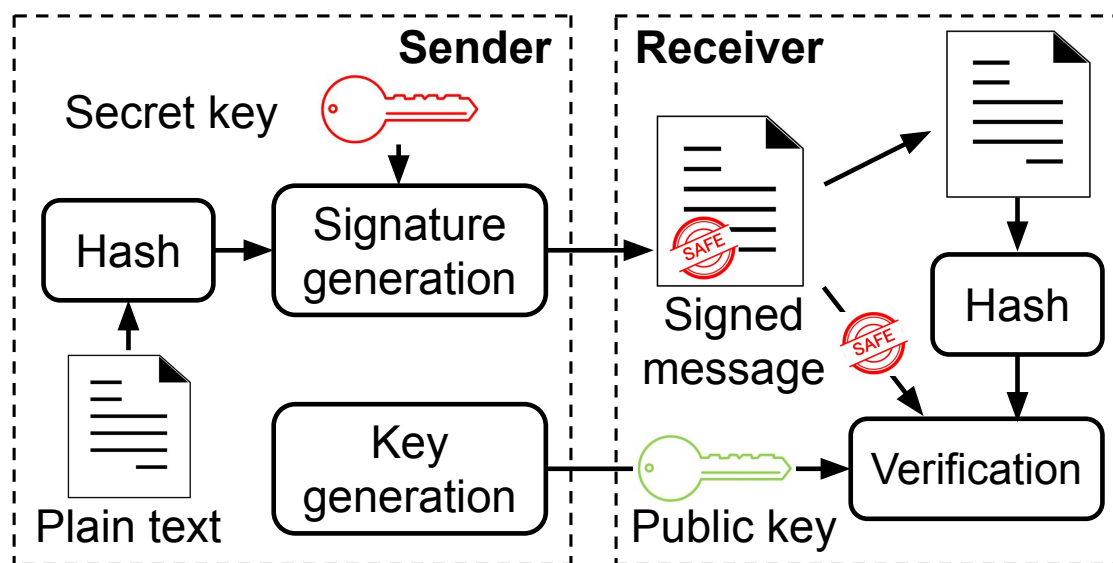 Sender
Secret key
Hash
Signature
generation
Plain text
Key
generation
Receiver
SAFE
Signed
message
SAFE
Hash
Verification
Public key